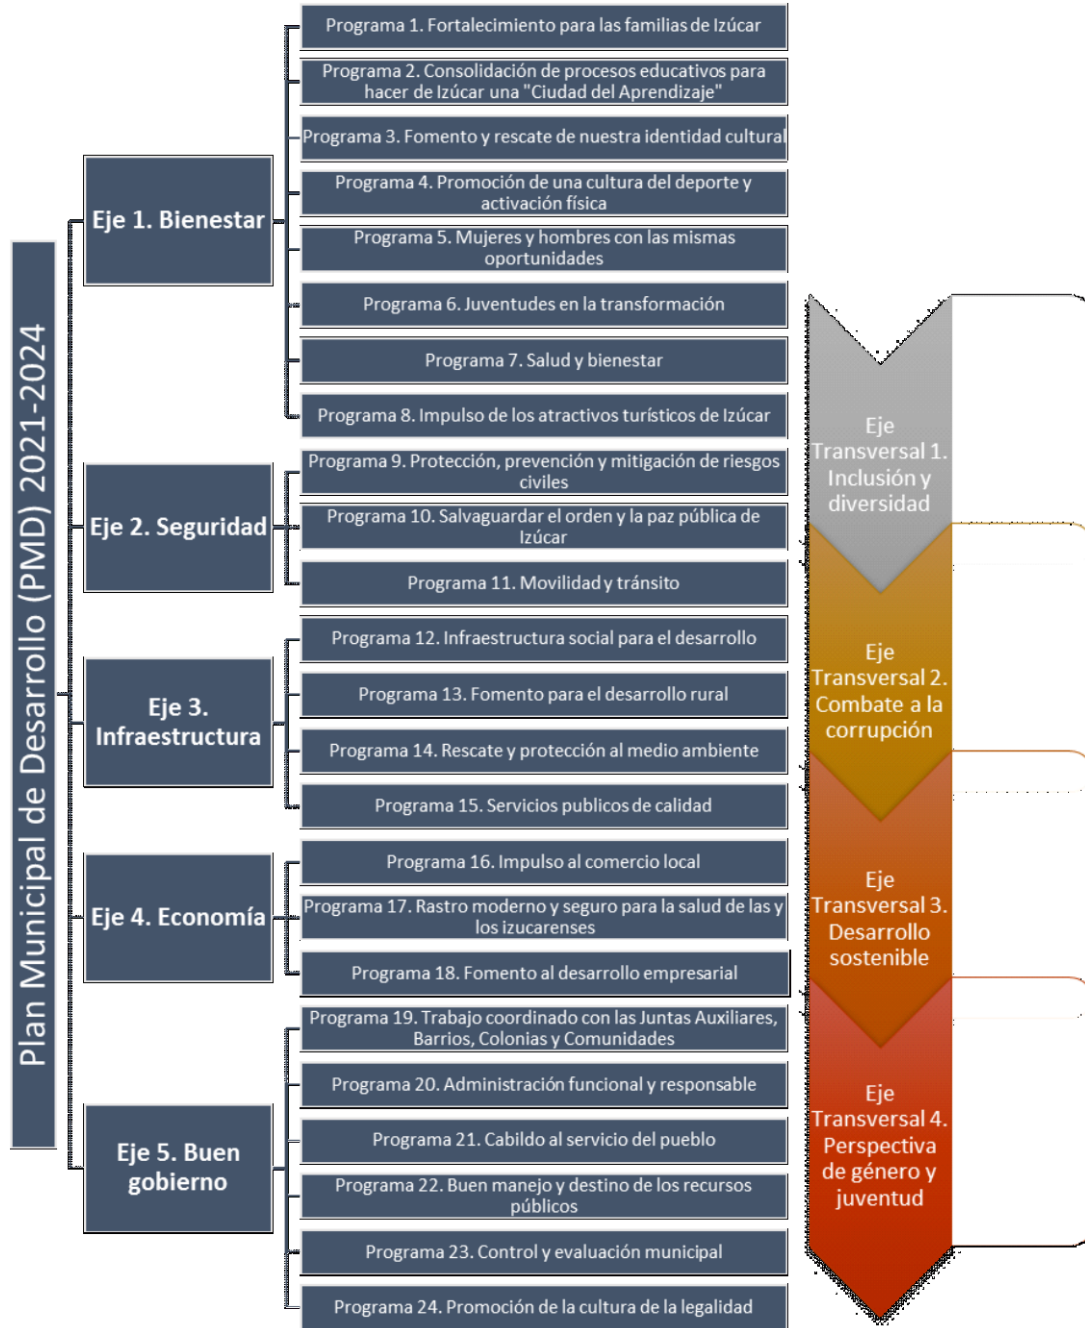 Plan Municipal de Desarrollo (PMD) 2021-2024
Eje 1. Bienestar
Programa 1. Fortalecimiento para las familias de Izúcar
Programa 2. Consolidación de procesos educativos para
hacer de Izúcar una "Ciudad del Aprendizaje"
Programa 3. Fomento y rescate de nuestra identidad cultural
Programa 4. Promoción de una cultura del deporte y
activación física
Programa 5. Mujeres y hombres con las mismas
oportunidades
Programa 6. Juventudes en la transformación
Programa 7. Salud y bienestar
Programa 8. Impulso de los atractivos turísticos de Izúcar
Eje 2. Seguridad
Programa 9. Protección, prevención y mitigación de riesgos
civiles
Programa 10. Salvaguardar el orden y la paz pública de
Izúcar
Programa 11. Movilidad y tránsito
Eje 3.
Infraestructura
Programa 12. Infraestructura social para el desarrollo
Programa 13. Fomento para el desarrollo rural
Programa 14. Rescate y protección al medio ambiente
Programa 15. Servicios publicos de calidad
Eje 4. Economía
Programa 16. Impulso al comercio local
Programa 17. Rastro moderno y seguro para la salud de las y
los izucarenses
Programa 18. Fomento al desarrollo empresarial
Eje 5. Buen
gobierno
Programa 19. Trabajo coordinado con las Juntas Auxiliares,
Barrios, Colonias y Comunidades
Programa 20. Administración funcional y responsable
Programa 21. Cabildo al servicio del pueblo
Programa 22. Buen manejo y destino de los recursos
públicos
Programa 23. Control y evaluación municipal
Programa 24. Promoción de la cultura de la legalidad
Eje
Transversal 1.
Inclusión y
diversidad
Eje
Transversal 2.
Combate a la
corrupción
Eje
Transversal 3.
Desarrollo
sostenible
Eje
Transversal 4.
Perspectiva
de género y
juventud